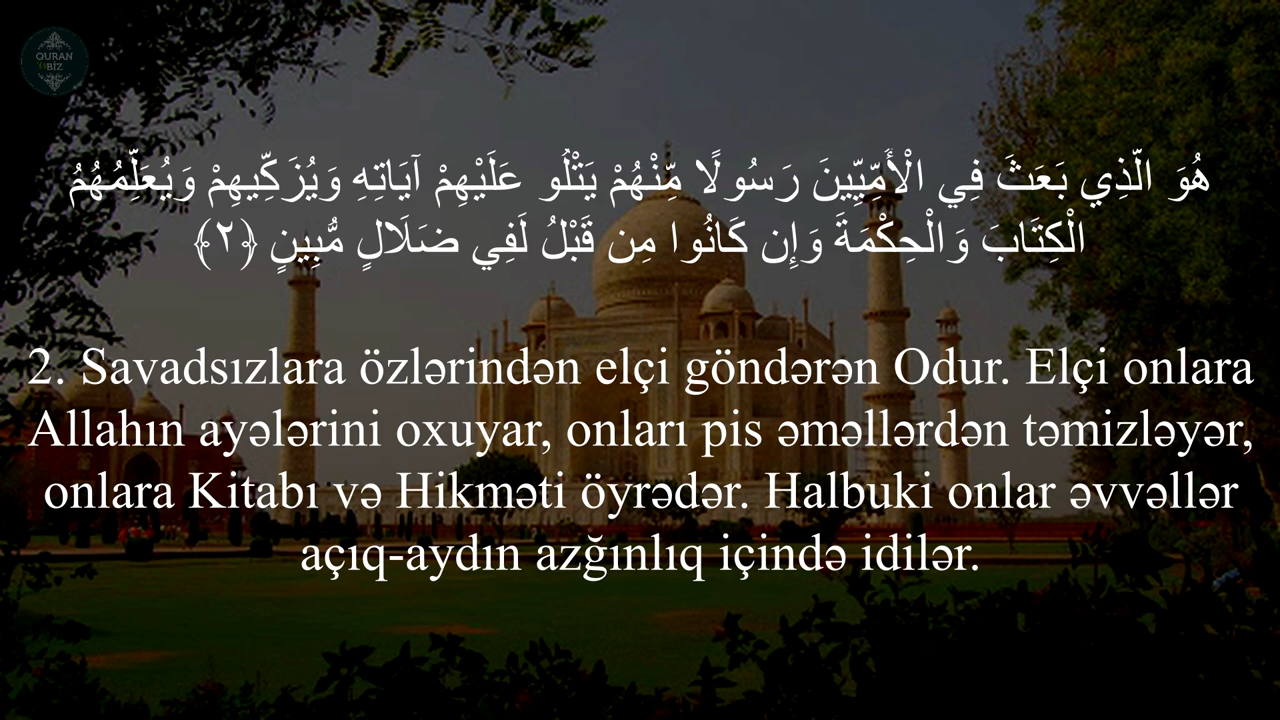 QURAN
BİZ
هُوَ الَّذِي بَعَثَ فِي الْأُمِّيِّينَ رَسُولًا مِّنْهُمْ يَتْلُو عَلَيْهِمْ آيَاتِهِ وَيُزَكِّيهِمْ وَيُعَلِّمُهُمُ
الْكِتَابَ وَالْحِكْمَةَ وَإِن كَانُوا مِن قَبْلُ لَفِي ضَلَالٍ مُّبِينٍ ﴿٢﴾
2. Savadsızlara özlərindən elçi göndərən Odur. Elçi onlara
Allahın ayələrini oxuyar, onları pis əməllərdən təmizləyər,
onlara Kitabı və Hikməti öyrədər. Halbuki onlar əvvəllər
açıq-aydın azğınlıq içində idilər.